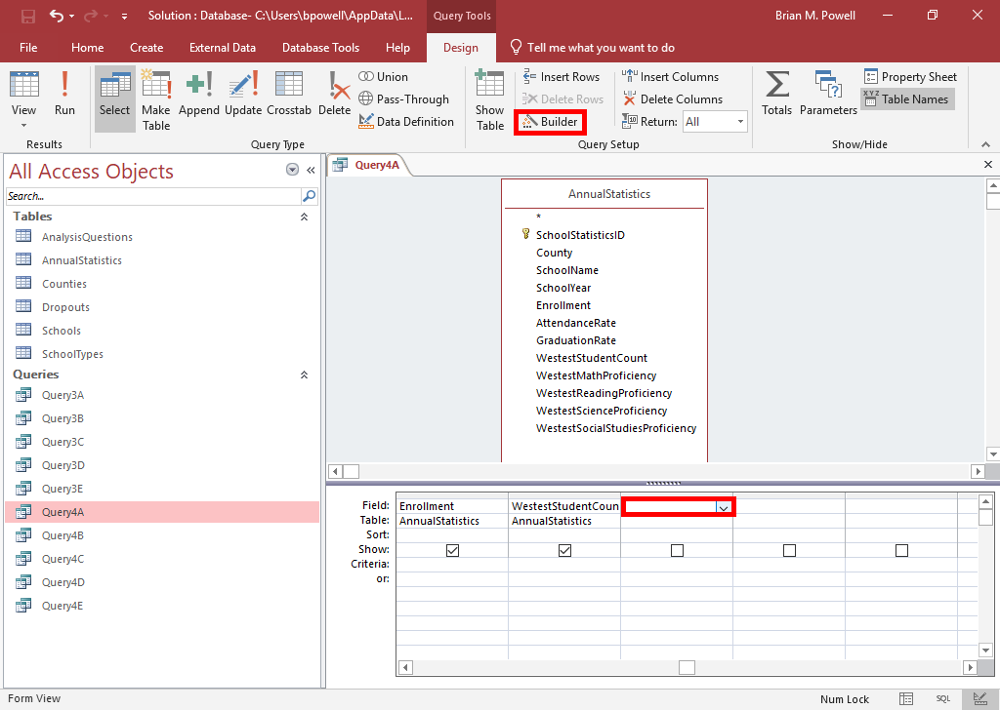 Solution : Database- C:\Users\bpowell\AppData\L...
Query Tools
Brian M. Powell
File
Home
Create
External Data
Database Tools
Help
Design
Tell me what you want to do
View
Run
Results
Select
Make Table
Append
Update
Crosstab
Delete
Union
Pass-Through
Data Definition
Query Type
Show Table
Insert Rows
Delete Rows
Builder
Insert Columns
Delete Columns
Return: All
Query Setup
Totals
Parameters
Property Sheet
XYZ Table Names
Show/Hide
All Access Objects
Search...
Tables
AnalysisQuestions
AnnualStatistics
Counties
Dropouts
Schools
SchoolTypes
Queries
Query3A
Query3B
Query3C
Query3D
Query3E
Query4A
Query4B
Query4C
Query4D
Query4E
Query4A
AnnualStatistics
*
SchoolStatisticsID
County
SchoolName
SchoolYear
Enrollment
AttendanceRate
GraduationRate
WestestStudentCount
WestestMathProficiency
WestestReadingProficiency
WestestScienceProficiency
WestestSocialStudiesProficiency
Field: Enrollment WestestStudentCoun
Table: AnnualStatistics AnnualStatistics
Sort:
Show:
Criteria:
or:
Form View
Num Lock
SQL